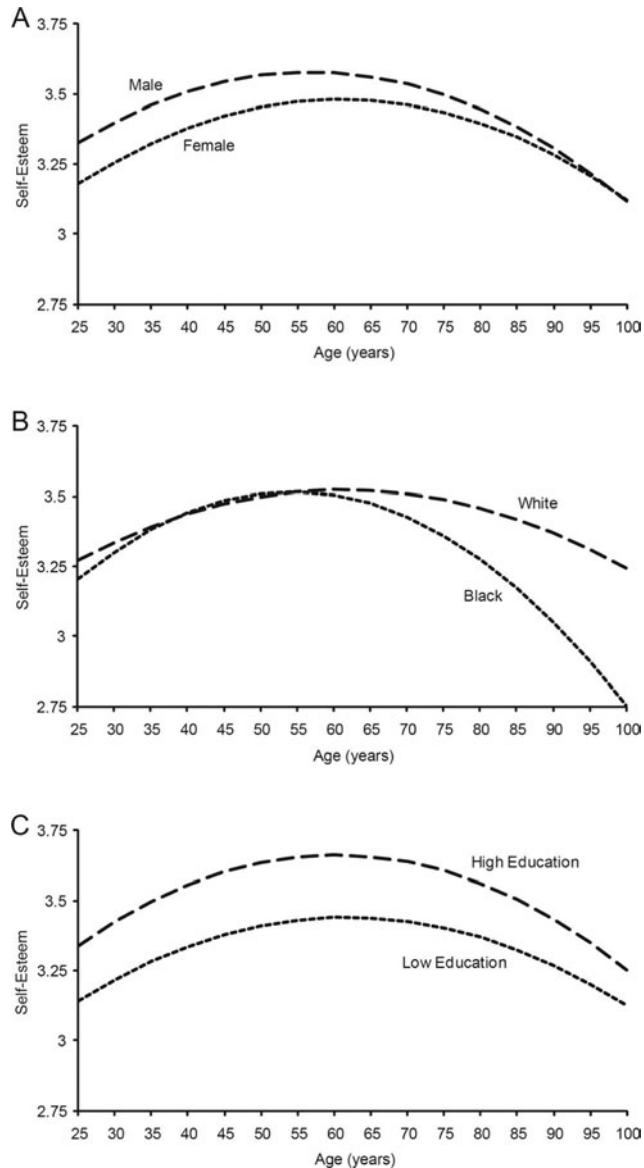 A
3.75
3.5
3.25
3
2.75
Self-Esteem
Male
Female
25 30 35 40 45 50 55 60 65 70 75 80 85 90 95 100
Age (years)
B
3.75
3.5
3.25
3
2.75
Self-Esteem
White
Black
25 30 35 40 45 50 55 60 65 70 75 80 85 90 95 100
Age (years)
C
3.75
3.5
3.25
3
2.75
Self-Esteem
High Education
Low Education
25 30 35 40 45 50 55 60 65 70 75 80 85 90 95 100
Age (years)